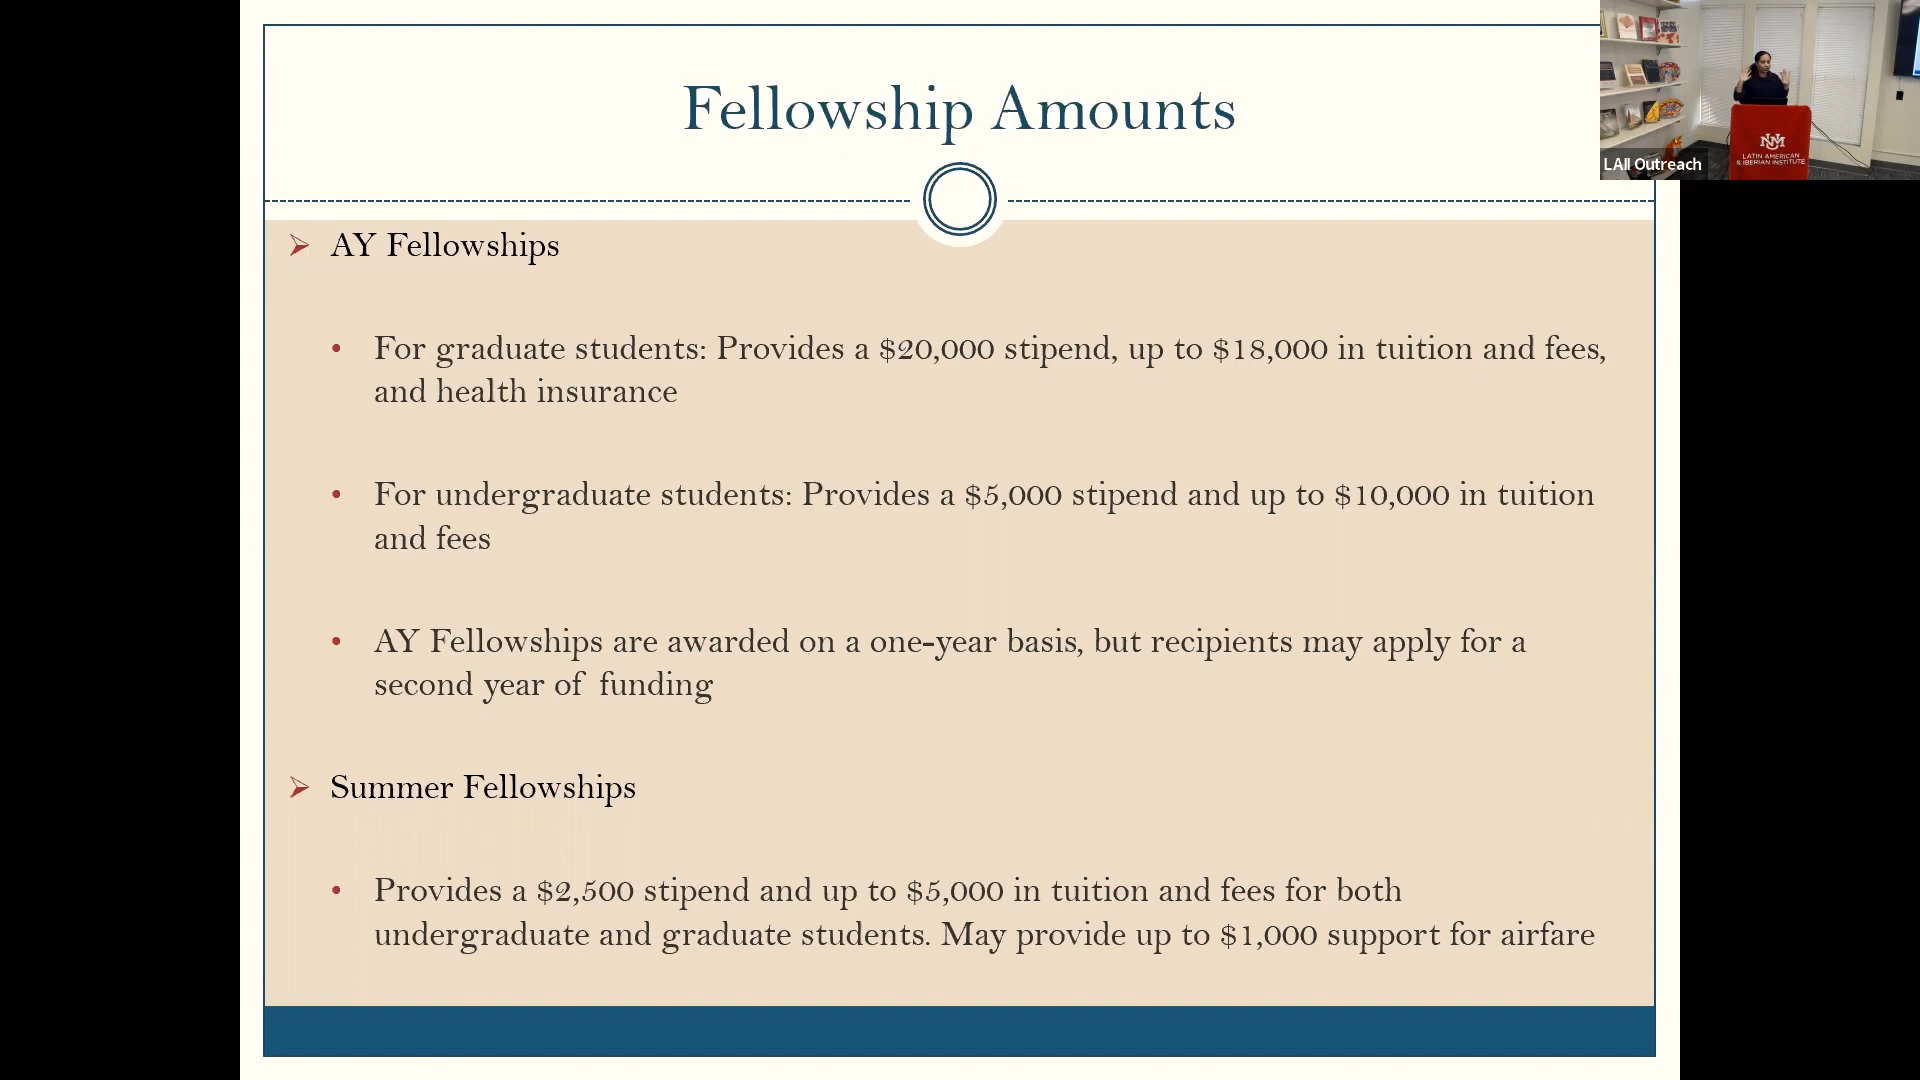 Fellowship Amounts
AY Fellowships
For graduate students: Provides a $20,000 stipend, up to $18,000 in tuition and fees,
and health insurance
For undergraduate students: Provides a $5,000 stipend and up to $10,000 in tuition
and fees
AY Fellowships are awarded on a one-year basis, but recipients may apply for a
second year of funding
Summer Fellowships
Provides a $2,500 stipend and up to $5,000 in tuition and fees for both
undergraduate and graduate students. May provide up to $1,000 support for airfare
LAII Outreach
NM
LATIN AMERICAN
& IBERIAN INSTITUTE